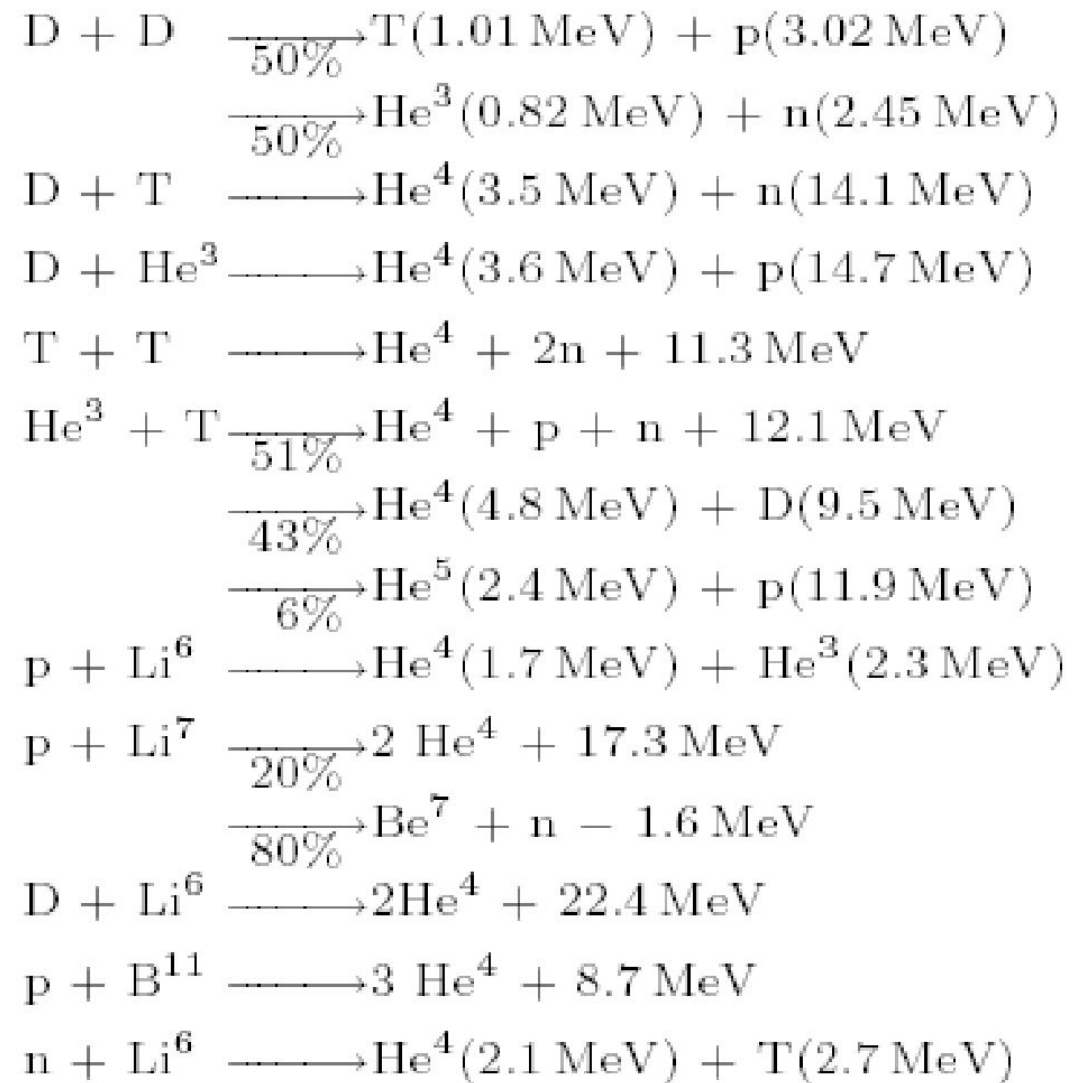 D + D ⟶ 50% T(1.01 MeV) + p(3.02 MeV)
⟶ 50% He³(0.82 MeV) + n(2.45 MeV)
D + T ⟶ He⁴(3.5 MeV) + n(14.1 MeV)
D + He³ ⟶ He⁴(3.6 MeV) + p(14.7 MeV)
T + T ⟶ He⁴ + 2n + 11.3 MeV
He³ + T ⟶ 51% He⁴ + p + n + 12.1 MeV
⟶ 43% He⁴(4.8 MeV) + D(9.5 MeV)
⟶ 6% He⁵(2.4 MeV) + p(11.9 MeV)
p + Li⁶ ⟶ He⁴(1.7 MeV) + He³(2.3 MeV)
p + Li⁷ ⟶ 20% 2 He⁴ + 17.3 MeV
⟶ 80% Be⁷ + n − 1.6 MeV
D + Li⁶ ⟶ 2He⁴ + 22.4 MeV
p + B¹¹ ⟶ 3 He⁴ + 8.7 MeV
n + Li⁶ ⟶ He⁴(2.1 MeV) + T(2.7 MeV)